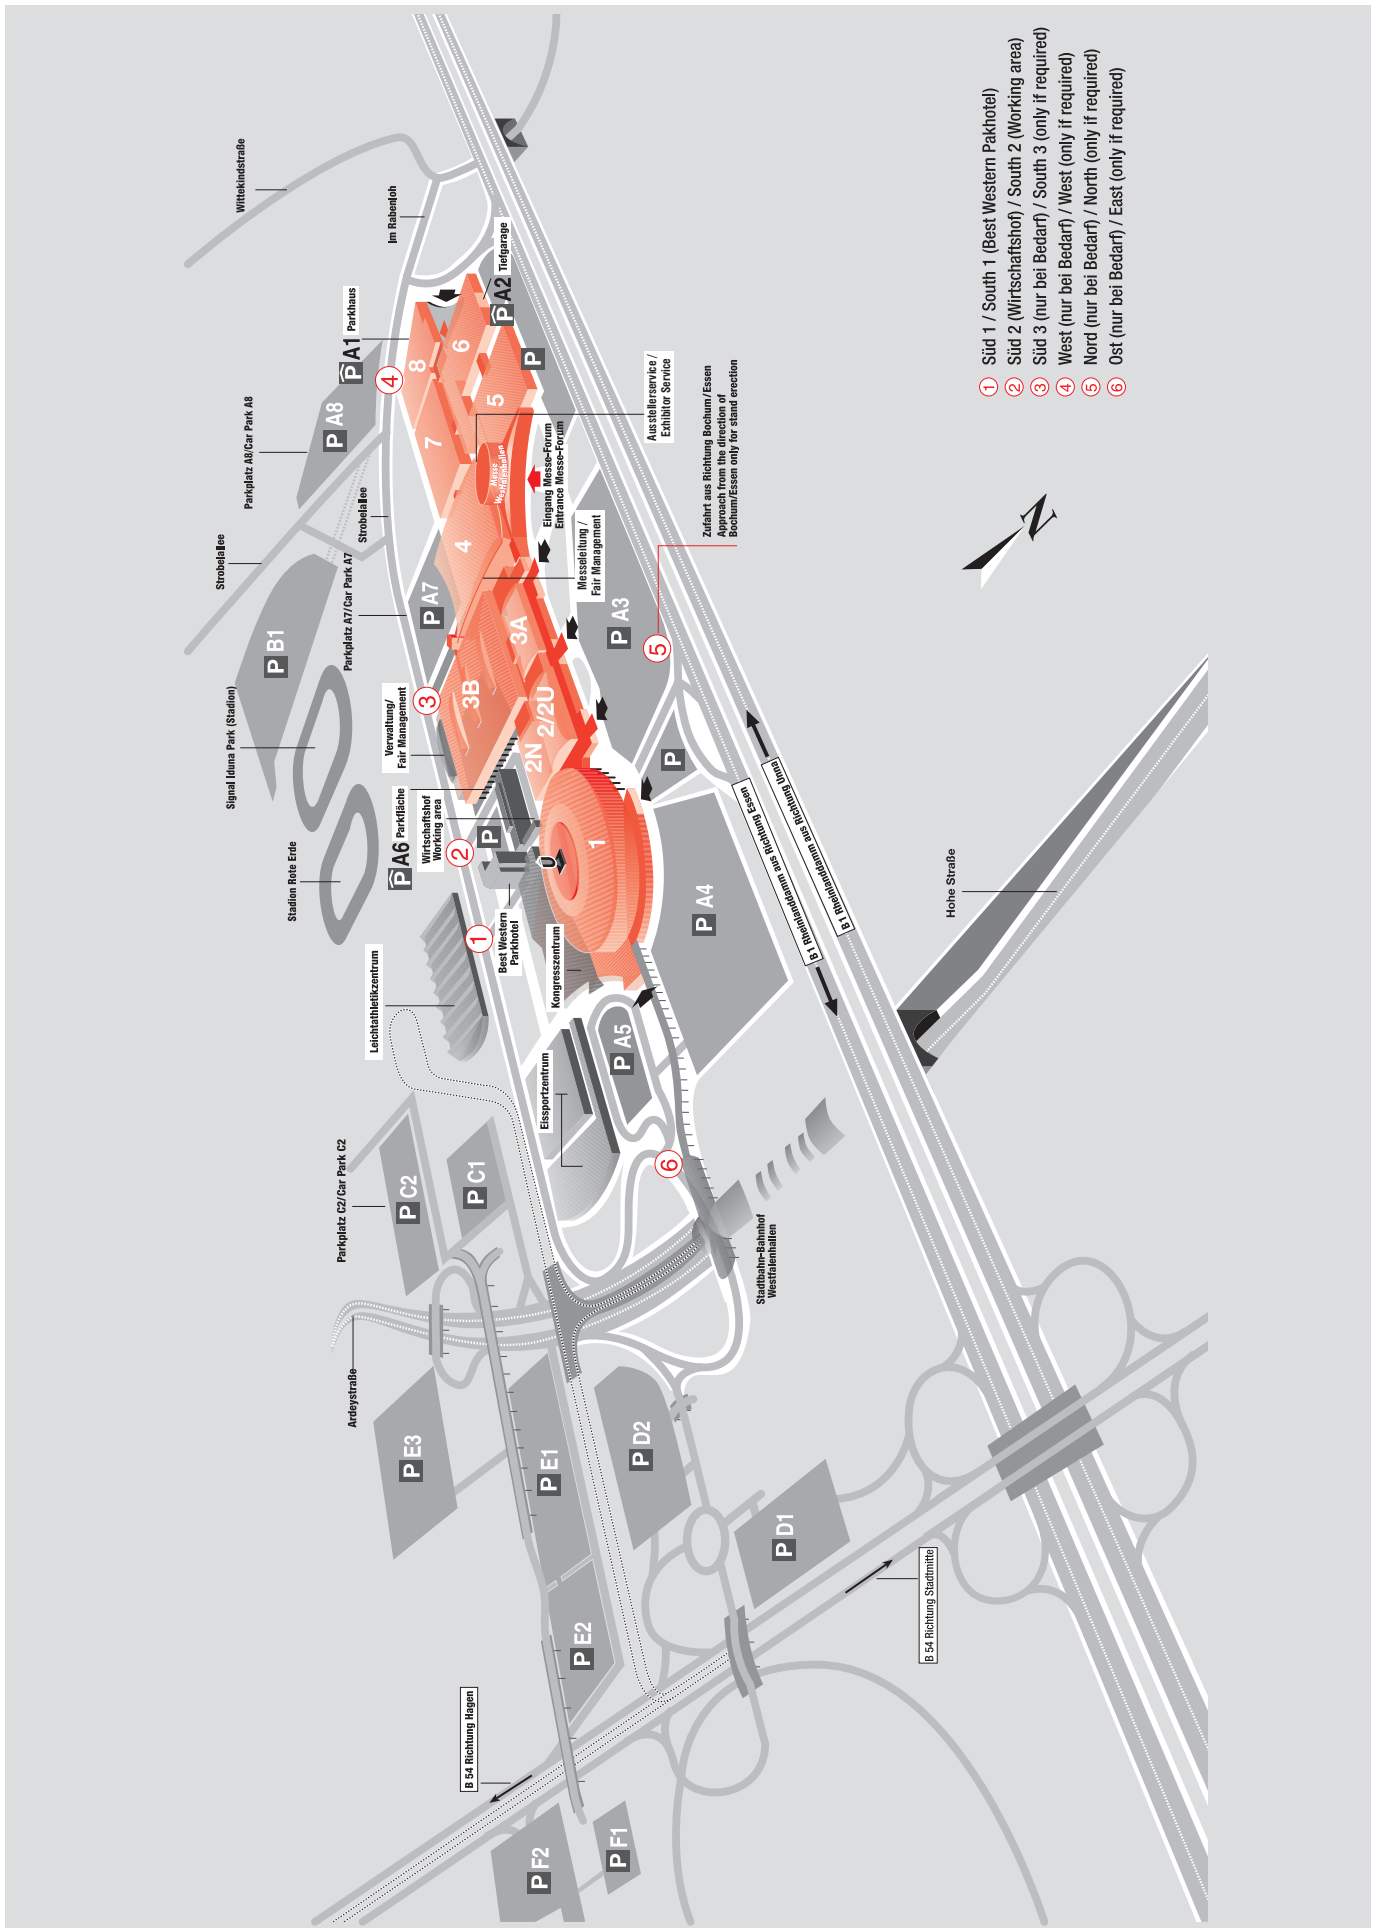 Wittekindstraße
Im Rabenloh
Parkplatz A8/Car Park A8
P A1 Parkhaus
P A2 Tiefgarage
P A8
4
8
6
7
5
P
Messe
Westfalenhallen
Ausstellerservice /
Exhibitor Service
Eingang Messe-Forum
Entrance Messe-Forum
Strobelallee
Strobelallee
Parkplatz A7/Car Park A7
P A7
4
Messeleitung /
Fair Management
Zufahrt aus Richtung Bochum/Essen
Approach from the direction of
Bochum/Essen only for stand erection
P B1
Signal Iduna Park (Stadion)
Stadion Rote Erde
Verwaltung/
Fair Management
3
3B
3A
P A3
5
2/2U
2N
P
P A6 Parkfläche
Wirtschaftshof
Working area
2
P
U
1
P A4
B1 Rheinlanddamm aus Richtung Essen
B1 Rheinlanddamm aus Richtung Unna
Hohe Straße
Leichtathletikzentrum
1
Best Western
Parkhotel
Kongresszentrum
Eissportzentrum
P A5
6
Stadtbahn-Bahnhof
Westfalenhallen
Parkplatz C2/Car Park C2
P C2
P C1
Ardeystraße
P E3
P E1
P D2
P D1
P E2
B 54 Richtung Stadtmitte
B 54 Richtung Hagen
P F2
P F1
N
1 Süd 1 / South 1 (Best Western Pakhotel)
2 Süd 2 (Wirtschaftshof) / South 2 (Working area)
3 Süd 3 (nur bei Bedarf) / South 3 (only if required)
4 West (nur bei Bedarf) / West (only if required)
5 Nord (nur bei Bedarf) / North (only if required)
6 Ost (nur bei Bedarf) / East (only if required)